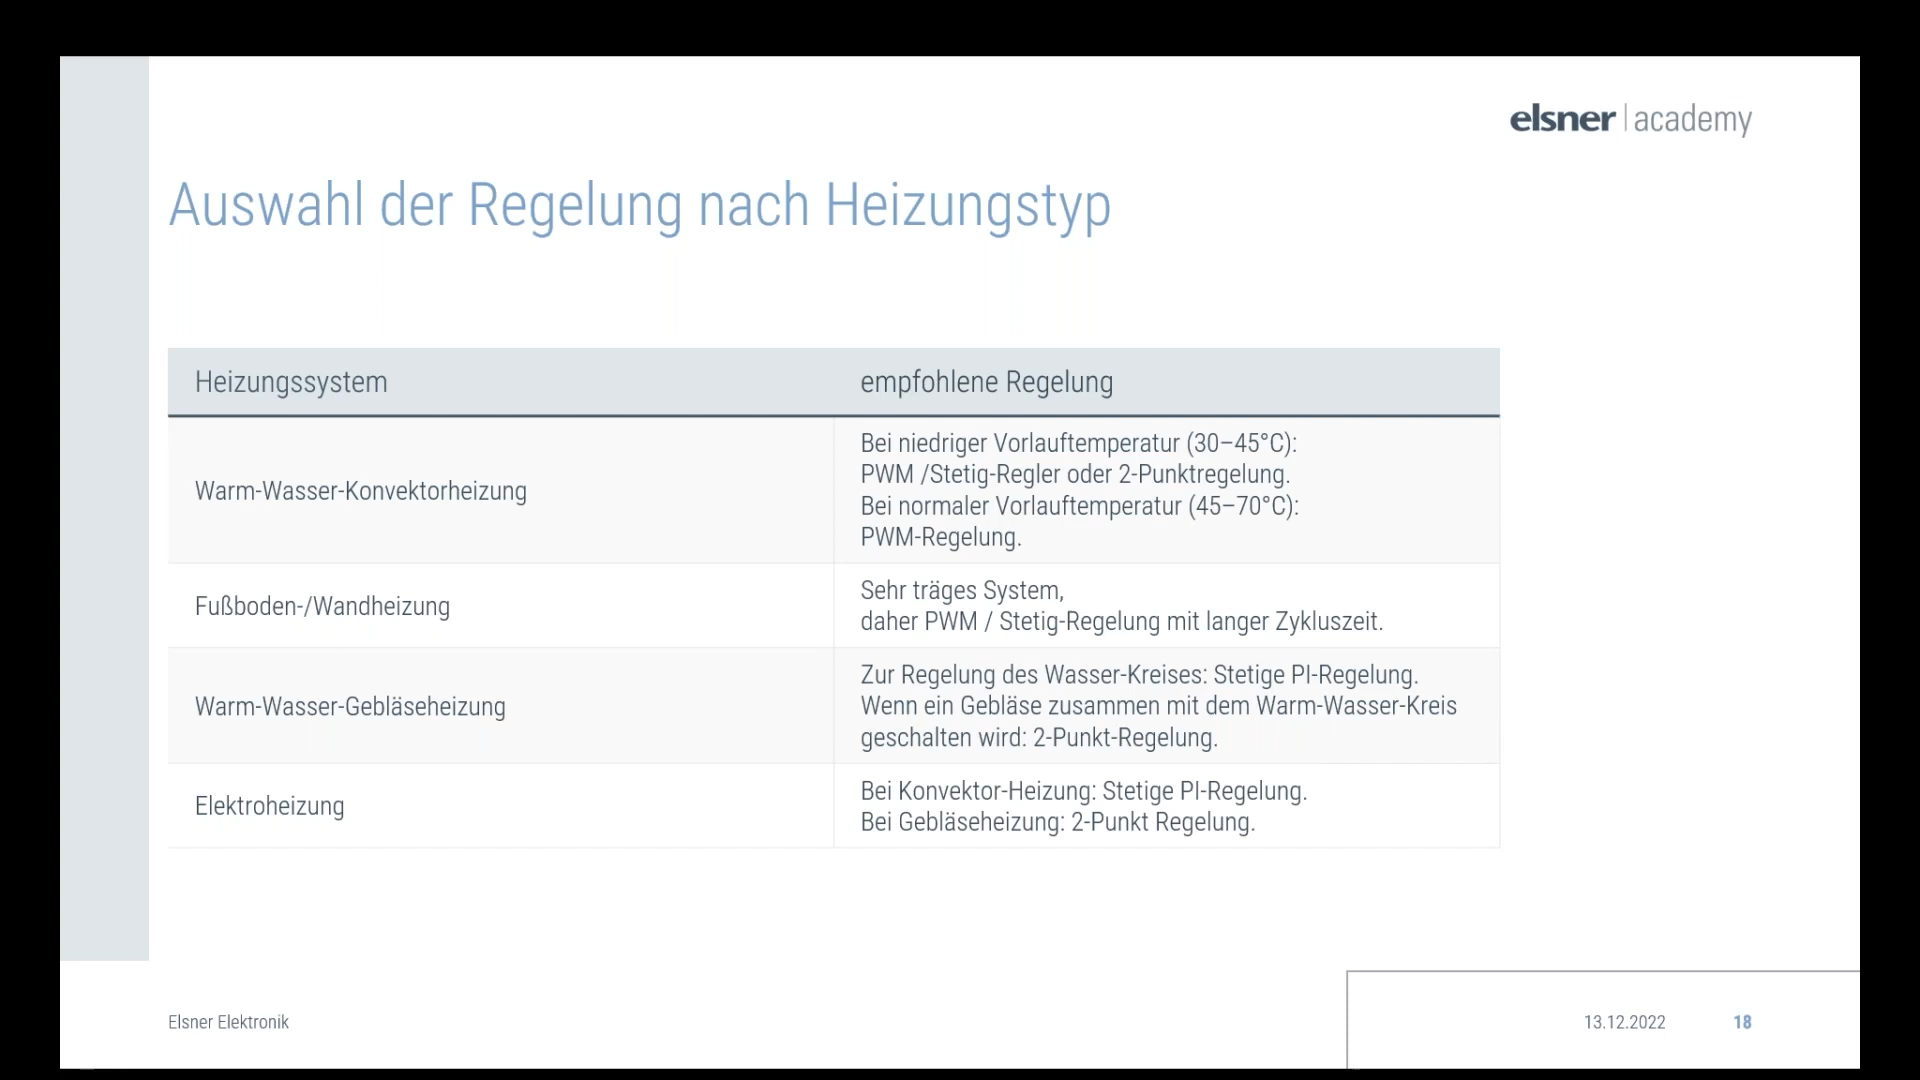 elsner | academy
Auswahl der Regelung nach Heizungstyp
Heizungssystem
empfohlene Regelung
Warm-Wasser-Konvektorheizung
Bei niedriger Vorlauftemperatur (30–45°C):
PWM /Stetig-Regler oder 2-Punktregelung.
Bei normaler Vorlauftemperatur (45–70°C):
PWM-Regelung.
Fußboden-/Wandheizung
Sehr träges System,
daher PWM / Stetig-Regelung mit langer Zykluszeit.
Warm-Wasser-Gebläseheizung
Zur Regelung des Wasser-Kreises: Stetige PI-Regelung.
Wenn ein Gebläse zusammen mit dem Warm-Wasser-Kreis
geschalten wird: 2-Punkt-Regelung.
Elektroheizung
Bei Konvektor-Heizung: Stetige PI-Regelung.
Bei Gebläseheizung: 2-Punkt Regelung.
Elsner Elektronik
13.12.2022
18